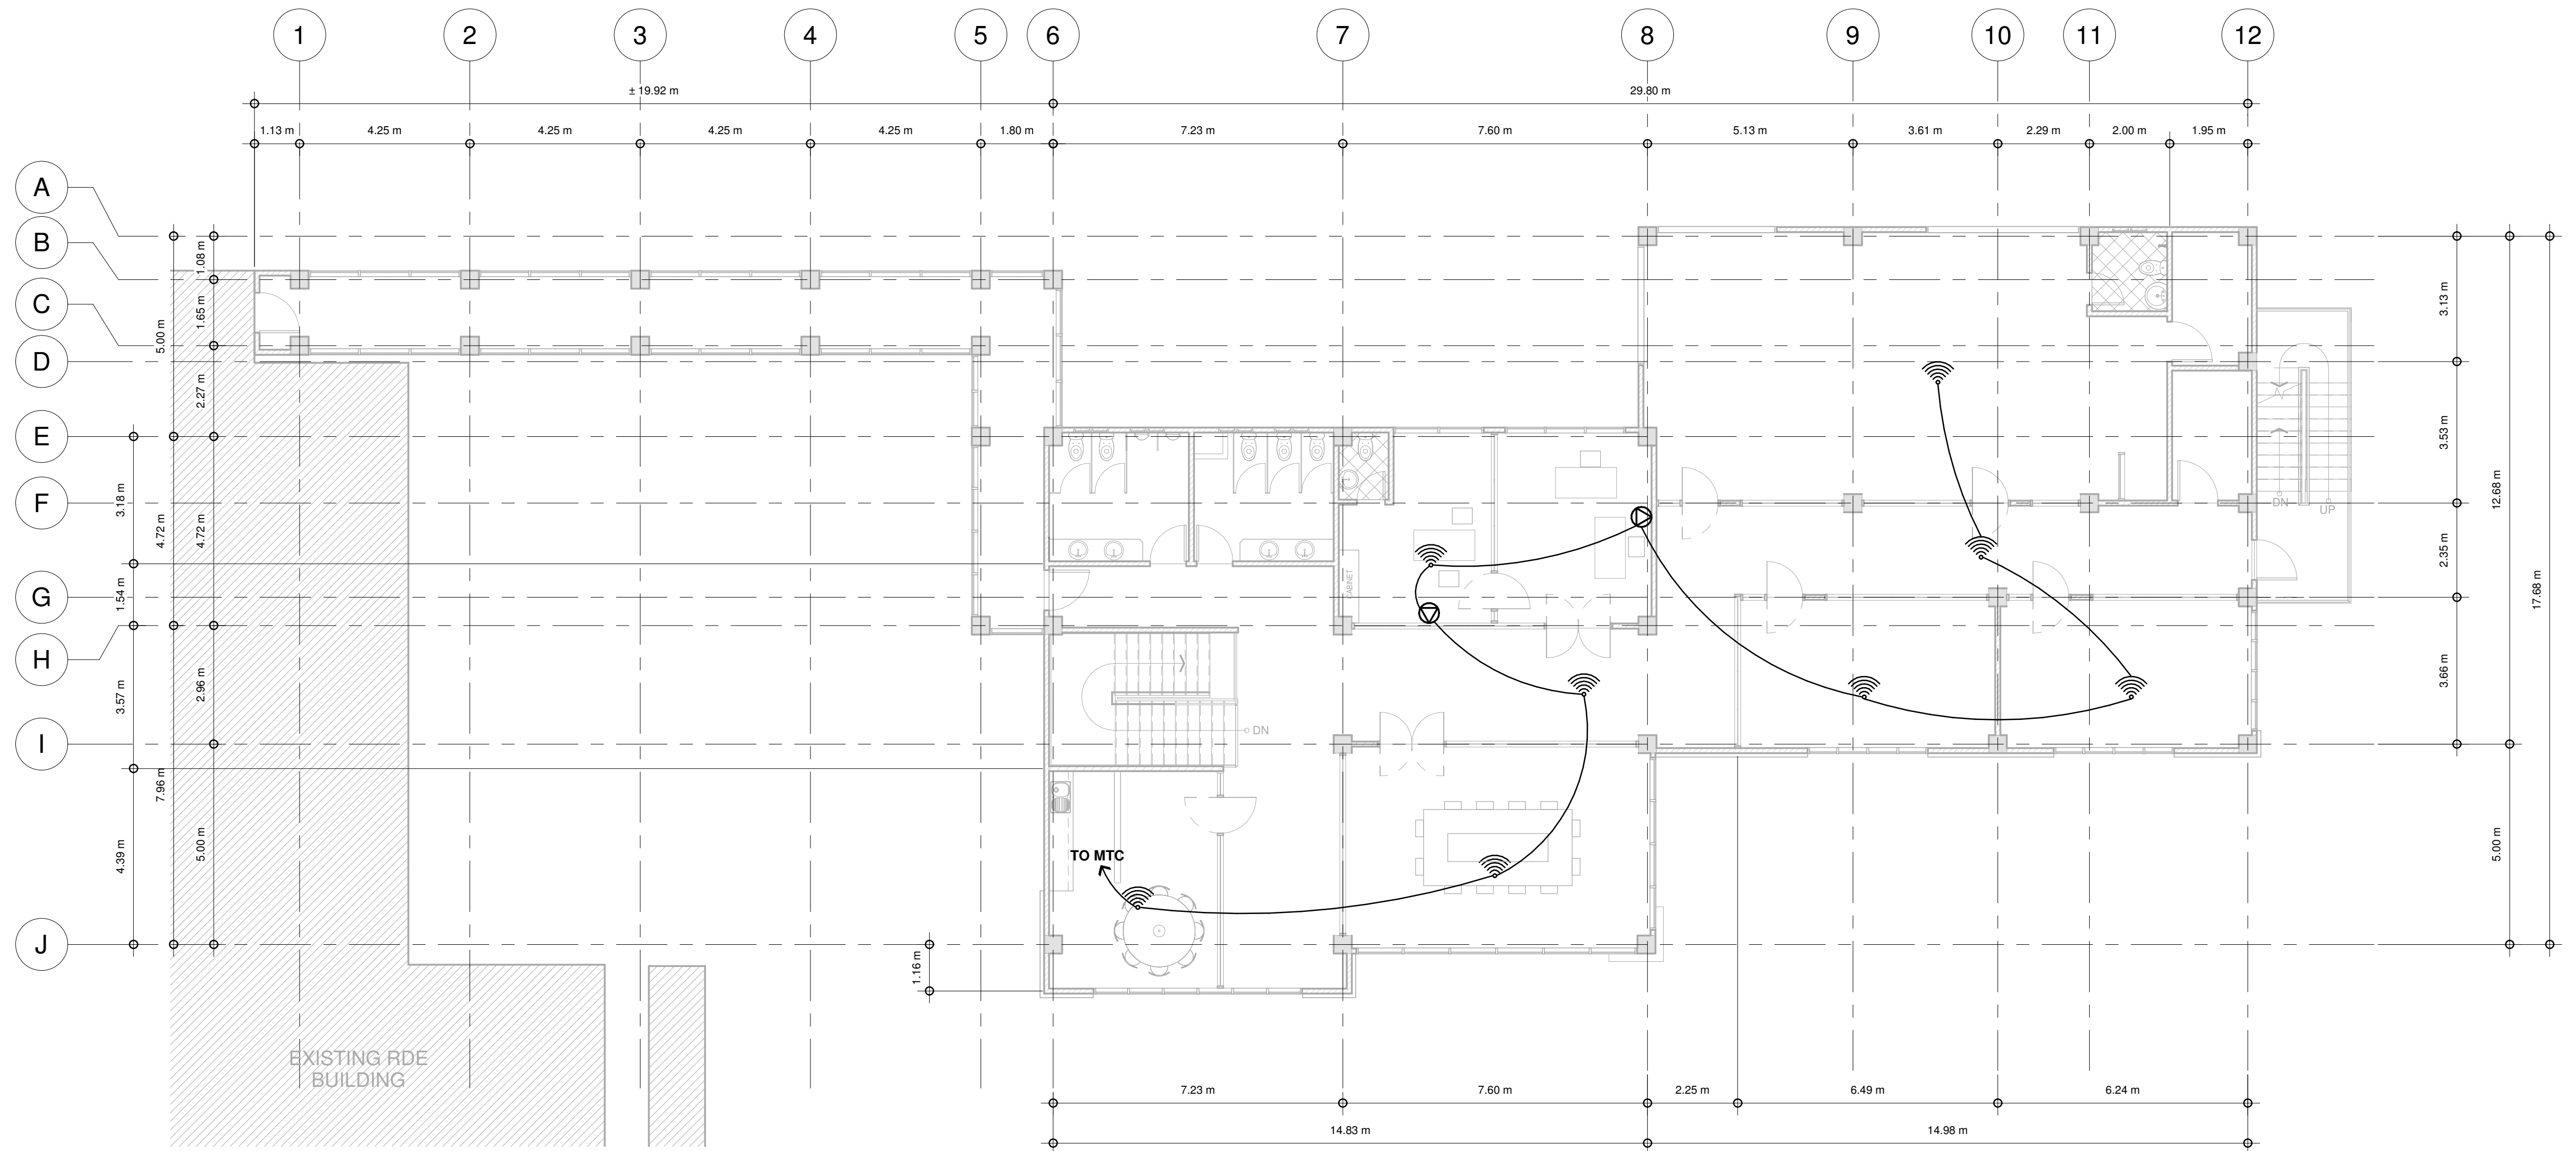 1 2 3 4 5 6 7 8 9 10 11 12
± 19.92 m 29.80 m
1.13 m 4.25 m 4.25 m 4.25 m 4.25 m 1.80 m 7.23 m 7.60 m 5.13 m 3.61 m 2.29 m 2.00 m 1.95 m
A
B
C
D
E
F
G
H
I
J
1.08 m
1.65 m
5.00 m
2.27 m
3.18 m
4.72 m
4.72 m
1.54 m
3.57 m
2.96 m
7.96 m
4.39 m
5.00 m
1.16 m
CABINET
DN
TO MTC
DN
UP
3.13 m
3.53 m
2.35 m
3.66 m
12.68 m
5.00 m
17.68 m
EXISTING RDE
BUILDING
7.23 m 7.60 m 2.25 m 6.49 m 6.24 m
14.83 m 14.98 m